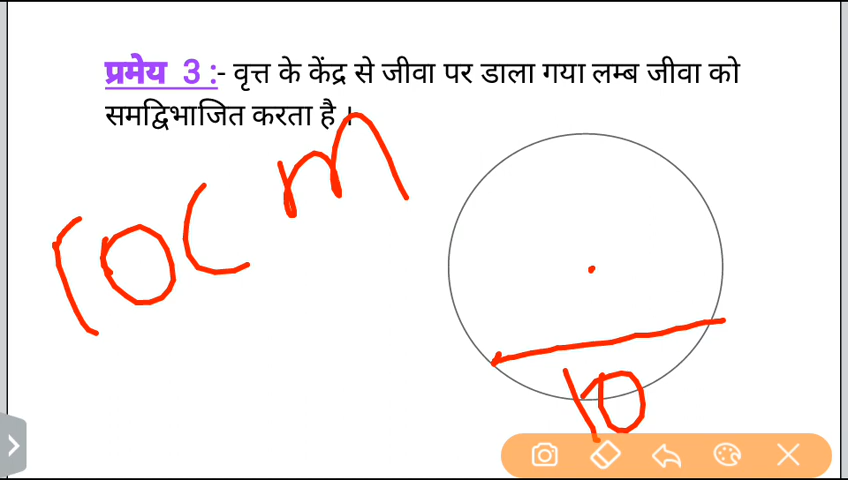 प्रमेय 3 :- वृत्त के केंद्र से जीवा पर डाला गया लम्ब जीवा को
समद्विभाजित करता है ।
10cm
10